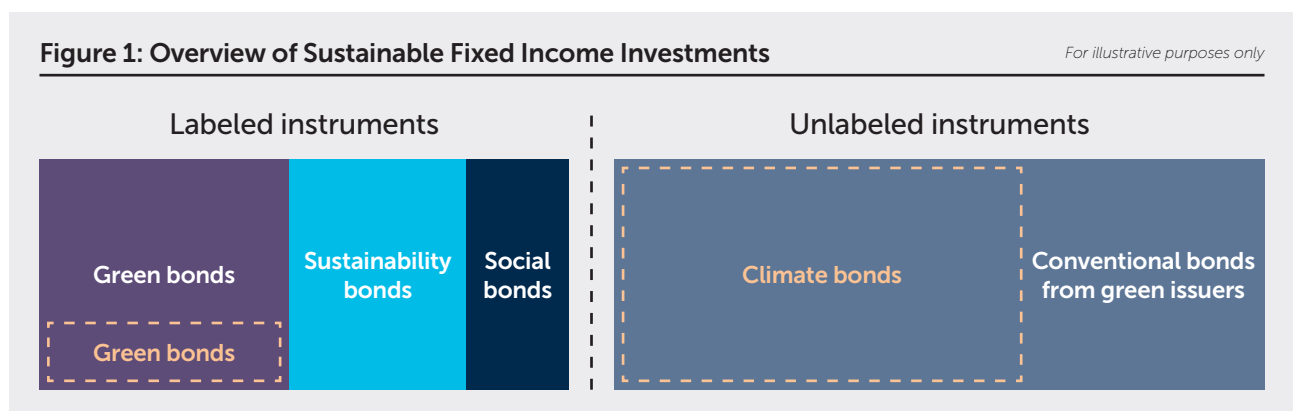 Figure 1: Overview of Sustainable Fixed Income Investments
For illustrative purposes only
Labeled instruments
Unlabeled instruments
Green bonds
Green bonds
Sustainability
bonds
Social
bonds
Climate bonds
Conventional bonds
from green issuers